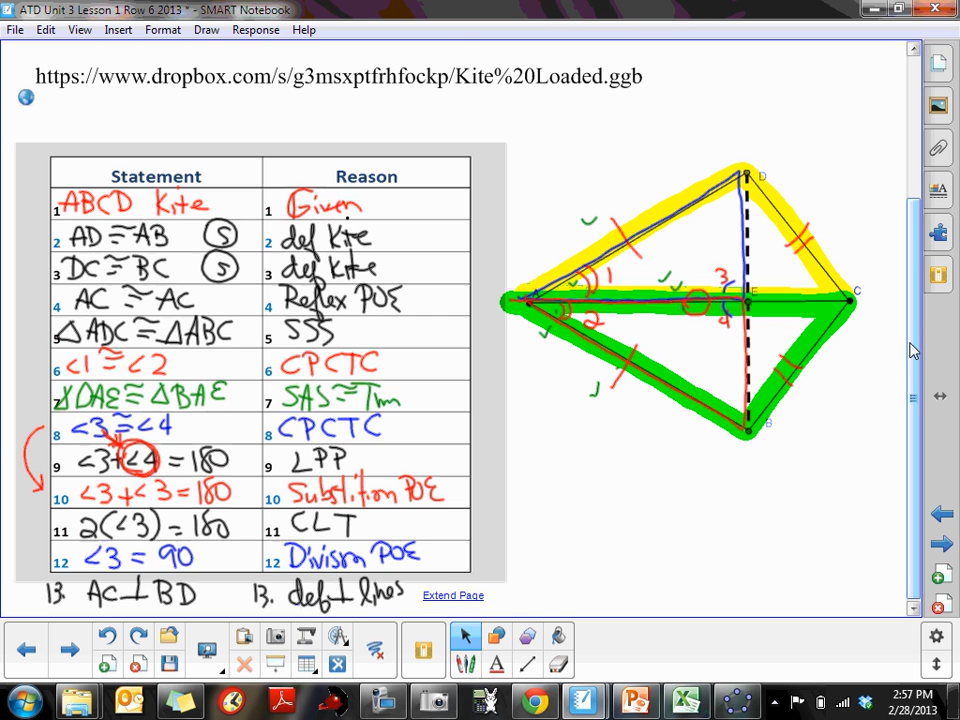 ATD Unit 3 Lesson 1 Row 6 2013 * - SMART Notebook
File Edit View Insert Format Draw Response Help
https://www.dropbox.com/s/g3msxptfrhfockp/Kite%20Loaded.ggb
Statement Reason
1 ABCD Kite 1 Given
2 AD ≅ AB S 2 def Kite
3 DC ≅ BC S 3 def Kite
4 AC ≅ AC 4 Reflex POE
5 △ADC ≅ △ABC 5 SSS
6 <1 ≅ <2 6 CPCTC
7 △DAE ≅ △BAE 7 SAS ≅ Tm
8 <3 ≅ <4 8 CPCTC
9 <3 + <4 = 180 9 LPP
10 <3 + <3 = 180 10 Substition POE
11 2(<3) = 180 11 CLT
12 <3 = 90 12 Division POE
13. AC ⊥ BD 13. def ⊥ lines
Extend Page
D
1
A
3
E
C
2
4
B
2:57 PM
2/28/2013